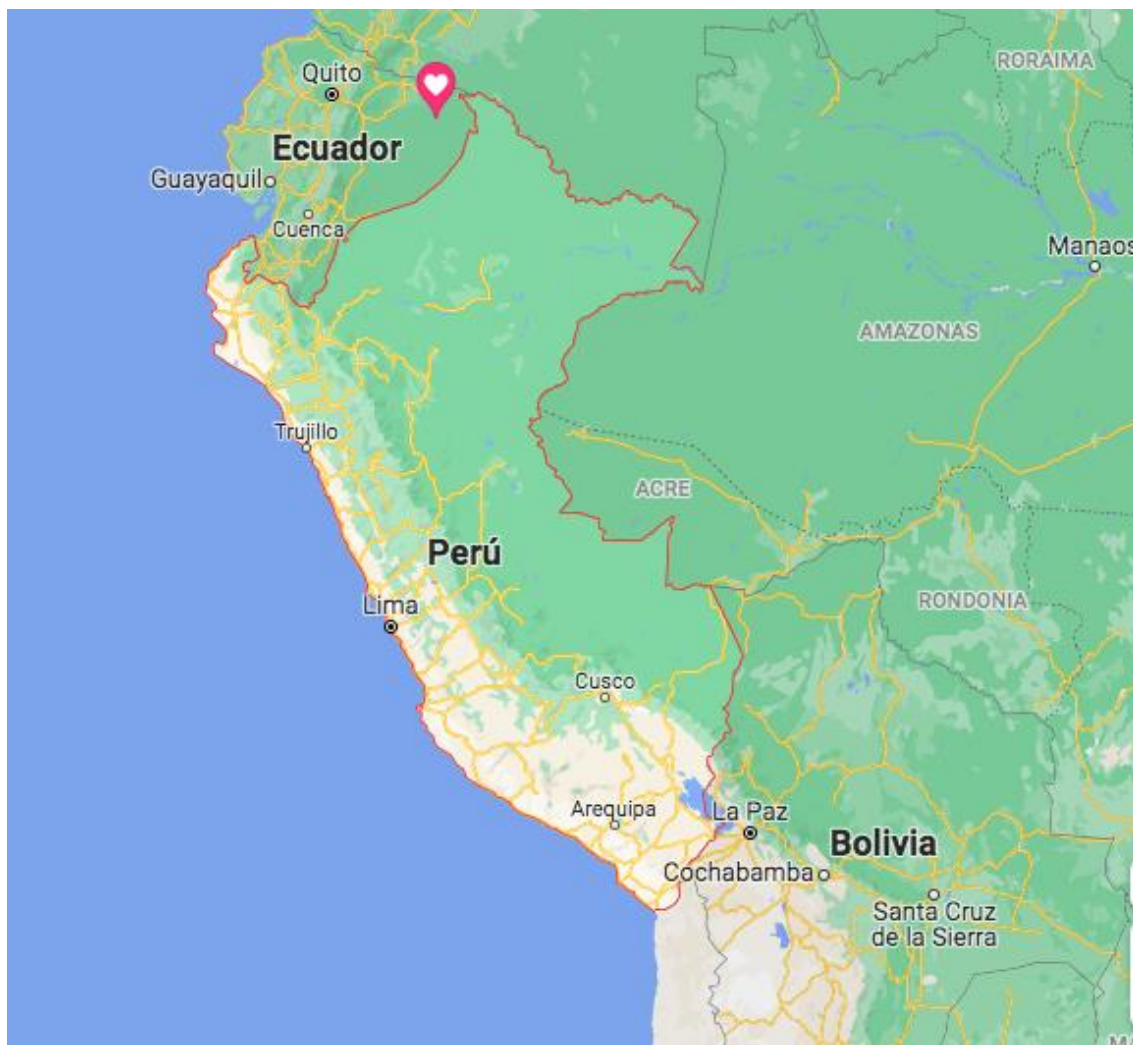 RORAIMA
Quito
Ecuador
Guayaquil
Cuenca
Manaos
AMAZONAS
Trujillo
ACRE
Perú
RONDONIA
Lima
Cusco
Arequipa
La Paz
Bolivia
Cochabamba
Santa Cruz
de la Sierra